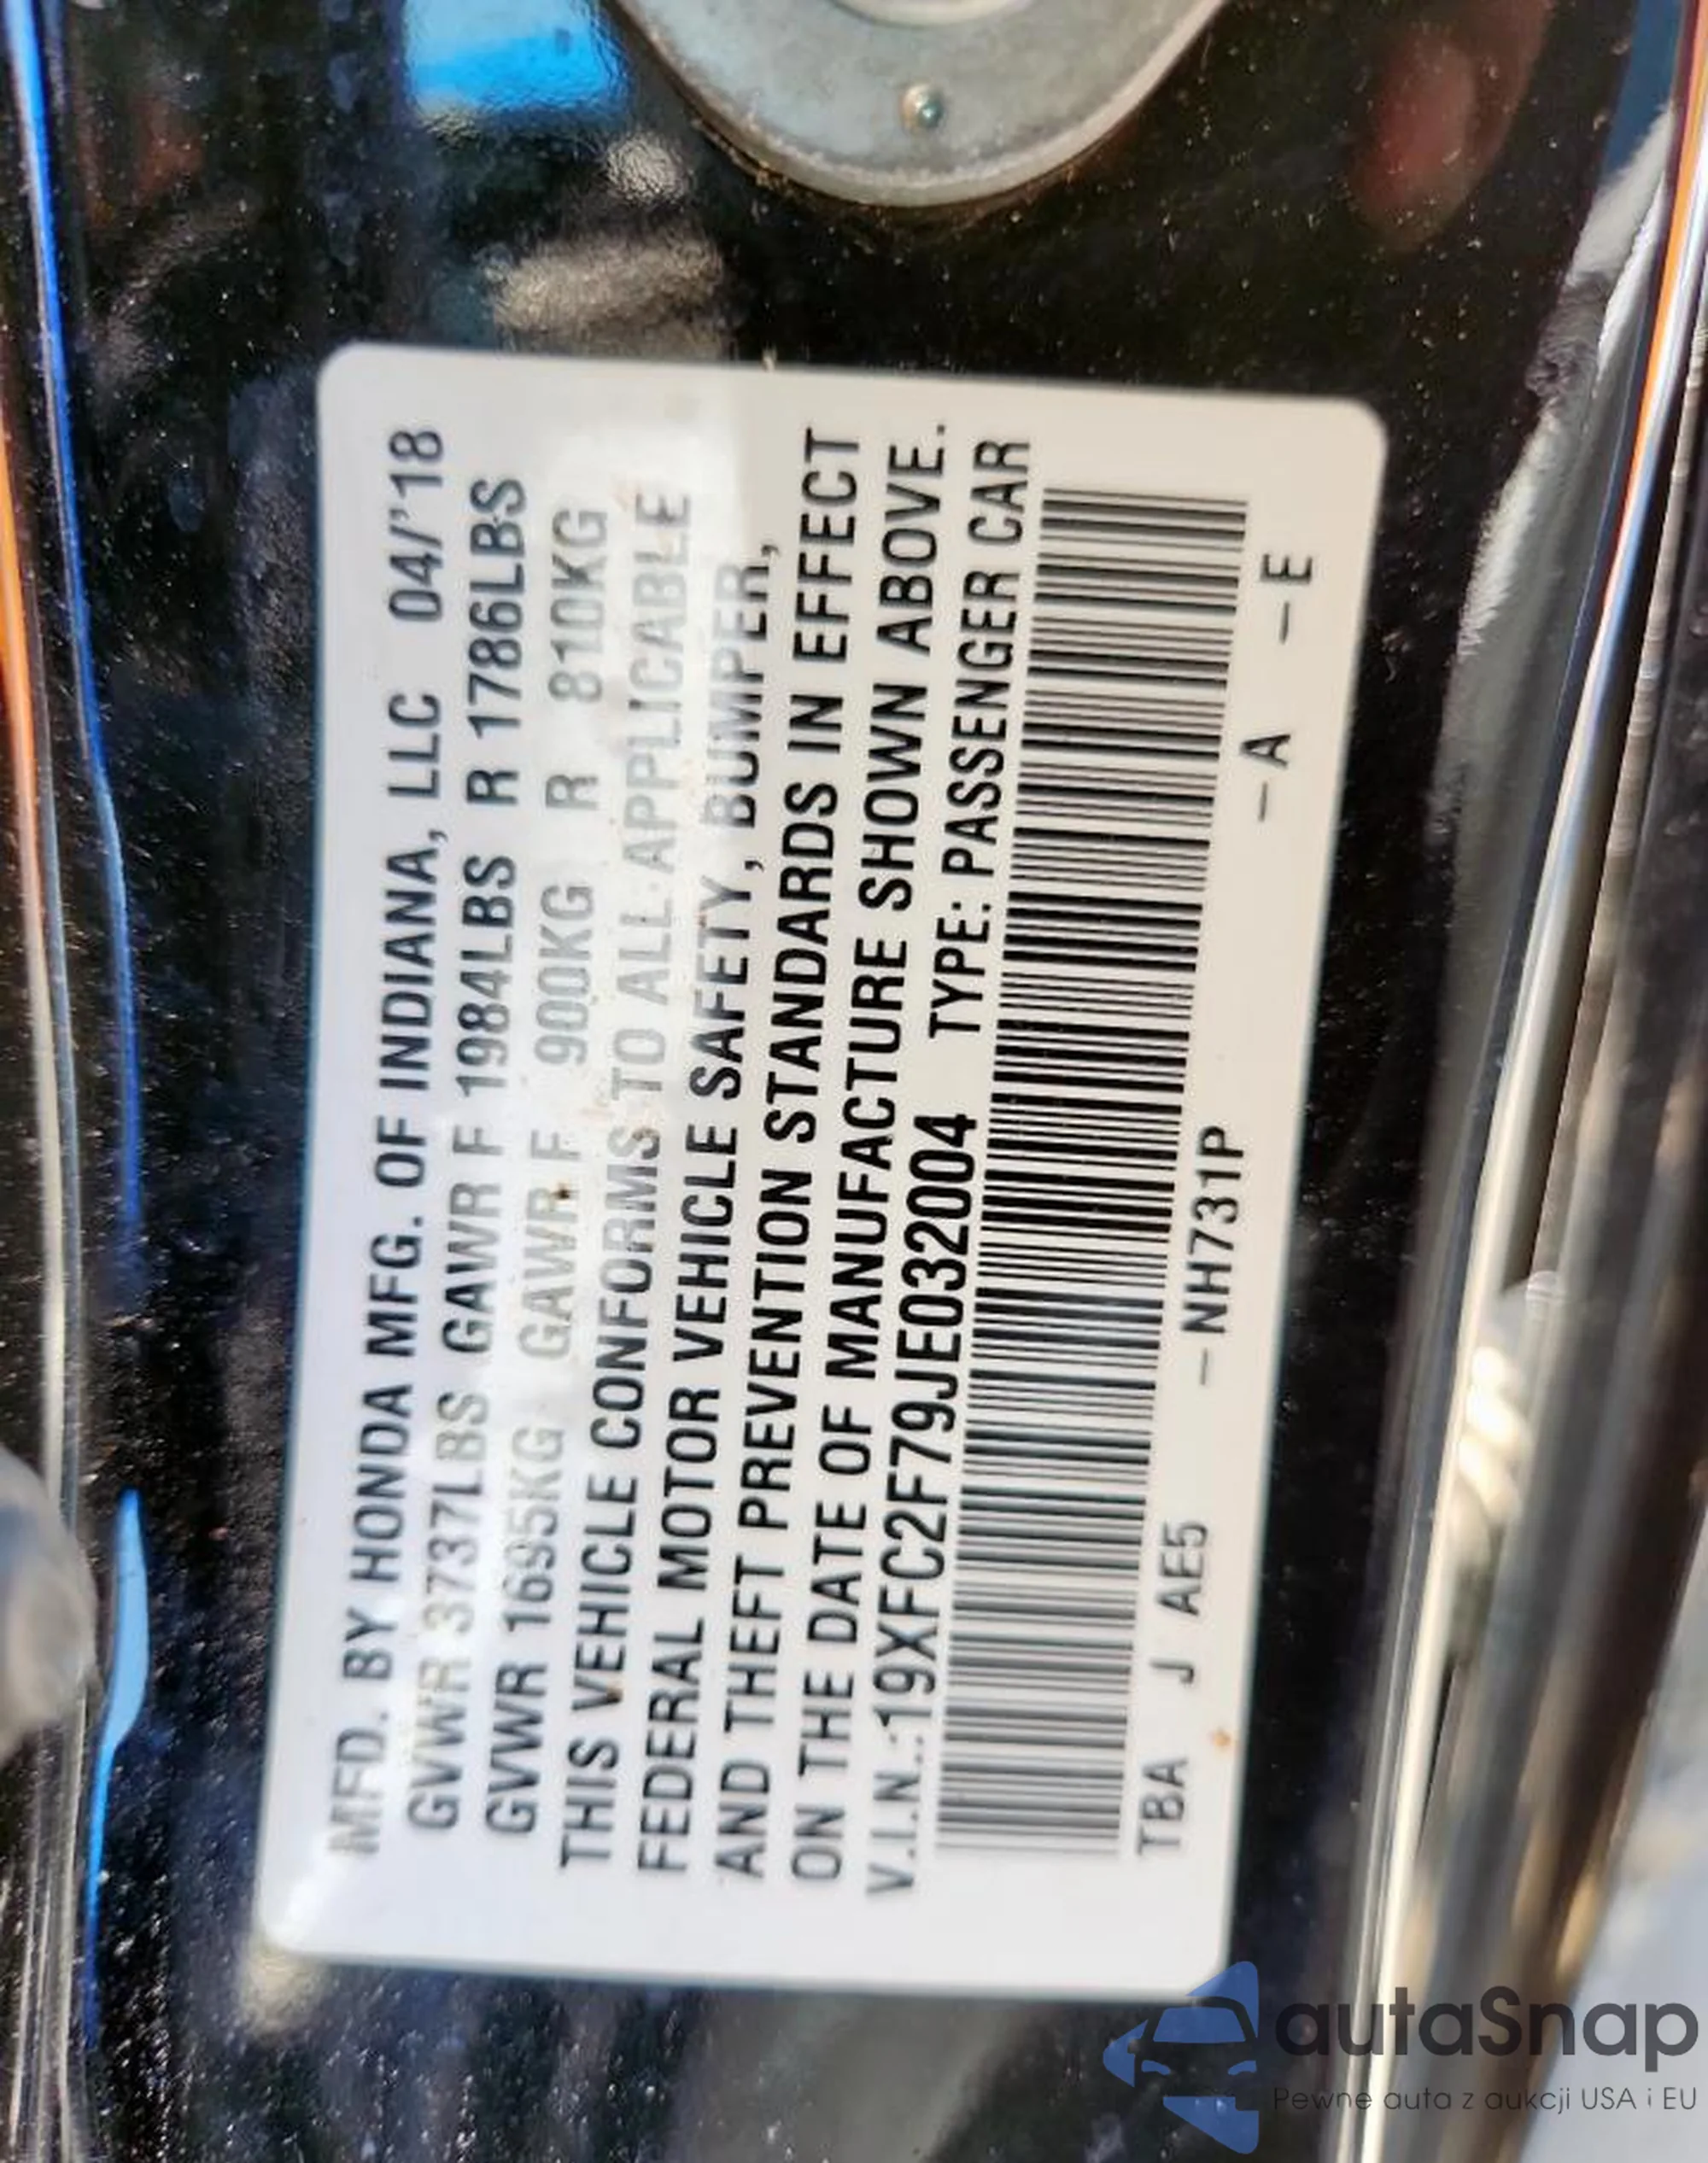 MFD. BY HONDA MFG. OF INDIANA, LLC 04/'18
GVWR 3737LBS GAWR F 1984LBS R 1786LBS
GVWR 1695KG GAWR F 900KG R 810KG
THIS VEHICLE CONFORMS TO ALL APPLICABLE
FEDERAL MOTOR VEHICLE SAFETY, BUMPER,
AND THEFT PREVENTION STANDARDS IN EFFECT
ON THE DATE OF MANUFACTURE SHOWN ABOVE.
V.I.N.:19XFC2F79JE032004 TYPE: PASSENGER CAR
TBA J AE5 –NH731P –A –E
autaSnap
Pewne auta z aukcji USA i EU